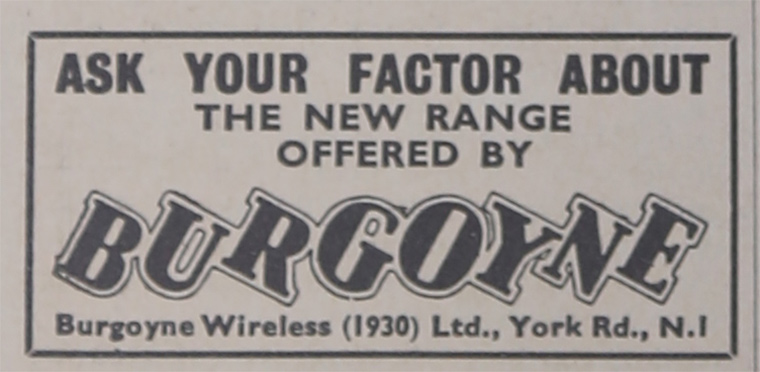 ASK YOUR FACTOR ABOUT
THE NEW RANGE
OFFERED BY
BURGOYNE
Burgoyne Wireless (1930) Ltd., York Rd., N.1